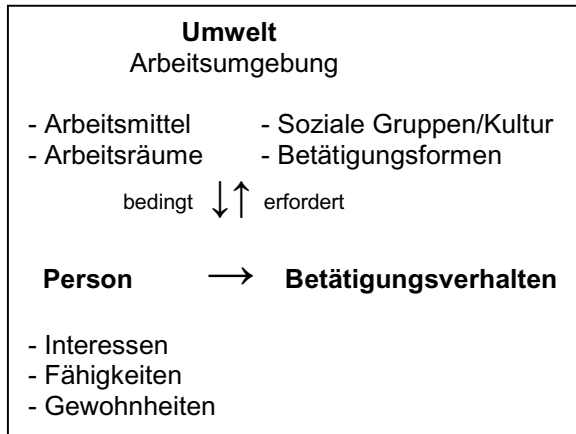 Umwelt
Arbeitsumgebung
- Arbeitsmittel - Soziale Gruppen/Kultur
- Arbeitsräume - Betätigungsformen
bedingt ↓↑ erfordert
Person → Betätigungsverhalten
- Interessen
- Fähigkeiten
- Gewohnheiten